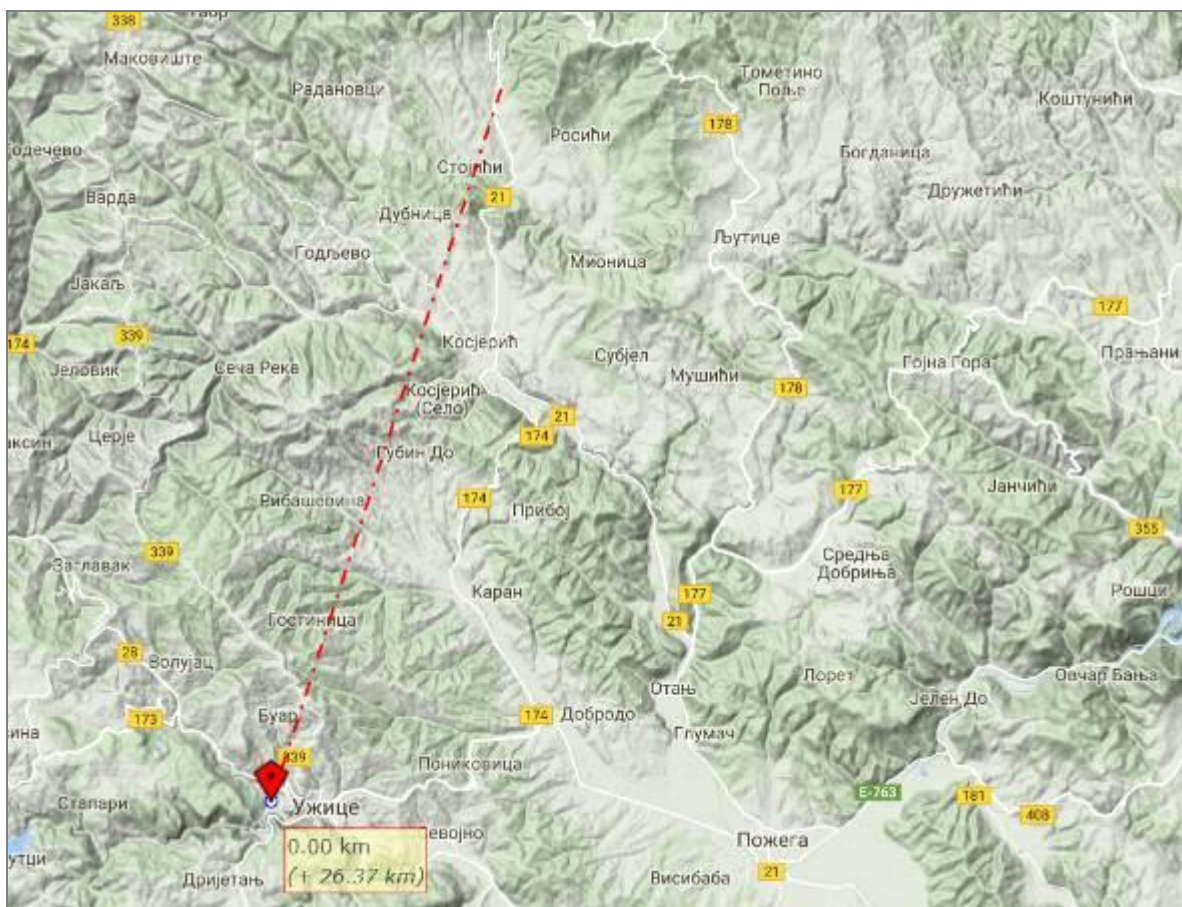 338
Маковиште
Радановци
Тометино
Поље
Коштунићи
178
Росићи
Богданица
Стојићи
Варда
21
Дружетићи
Дубница
Љутице
Годљево
Мионица
Јакаљ
177
339
174
Косјерић
Субјел
Гојна Гора
Прањани
Јеловик
Сеча Река
Мушићи
178
Косјерић
(Село)
21
174
Церје
Губин До
177
Јанчићи
174
Рибашевина
Прибој
355
339
Средња
Добриња
Заглавак
Каран
177
Рошци
Гостиница
21
28
Волујац
Лорет
Овчар Бања
Отањ
Јелен До
173
Буар
174
Добродо
Глумач
339
Пониковица
E-763
181
Стапари
Ужице
408
Пожега
0.00 km
(+ 26.37 km)
Дријетањ
Висибаба
21